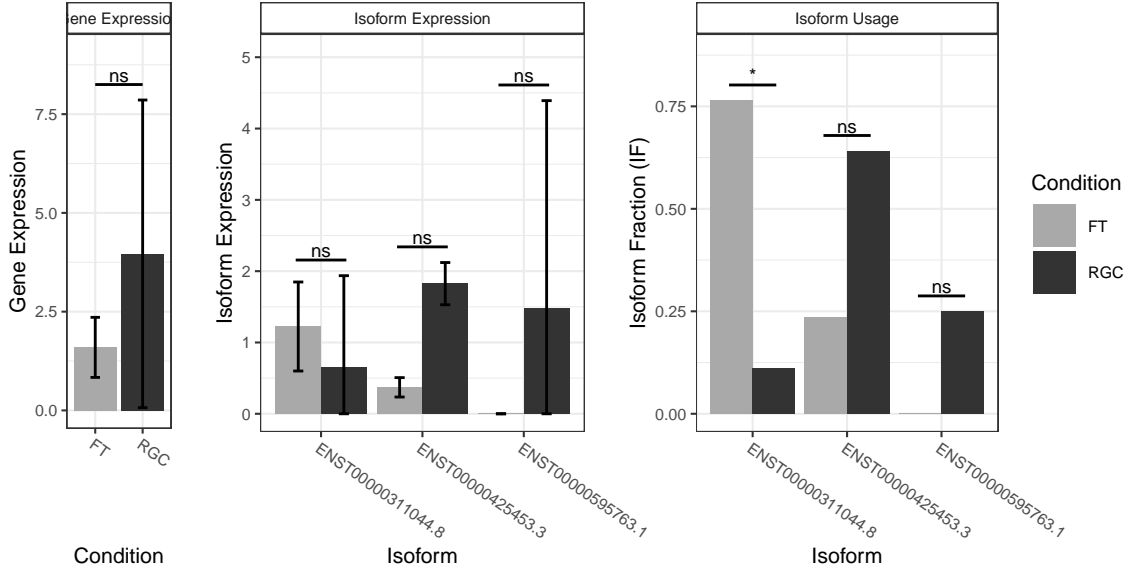 Gene Expression
Gene Expression
7.5
5.0
2.5
0.0
ns
FT
RGC
Condition
Isoform Expression
Isoform Expression
5
4
3
2
1
0
ns
ns
ns
ENST00000311044.8
ENST00000425453.3
ENST00000595763.1
Isoform
Isoform Usage
Isoform Fraction (IF)
0.75
0.50
0.25
0.00
*
ns
ns
ENST00000311044.8
ENST00000425453.3
ENST00000595763.1
Isoform
Condition
FT
RGC